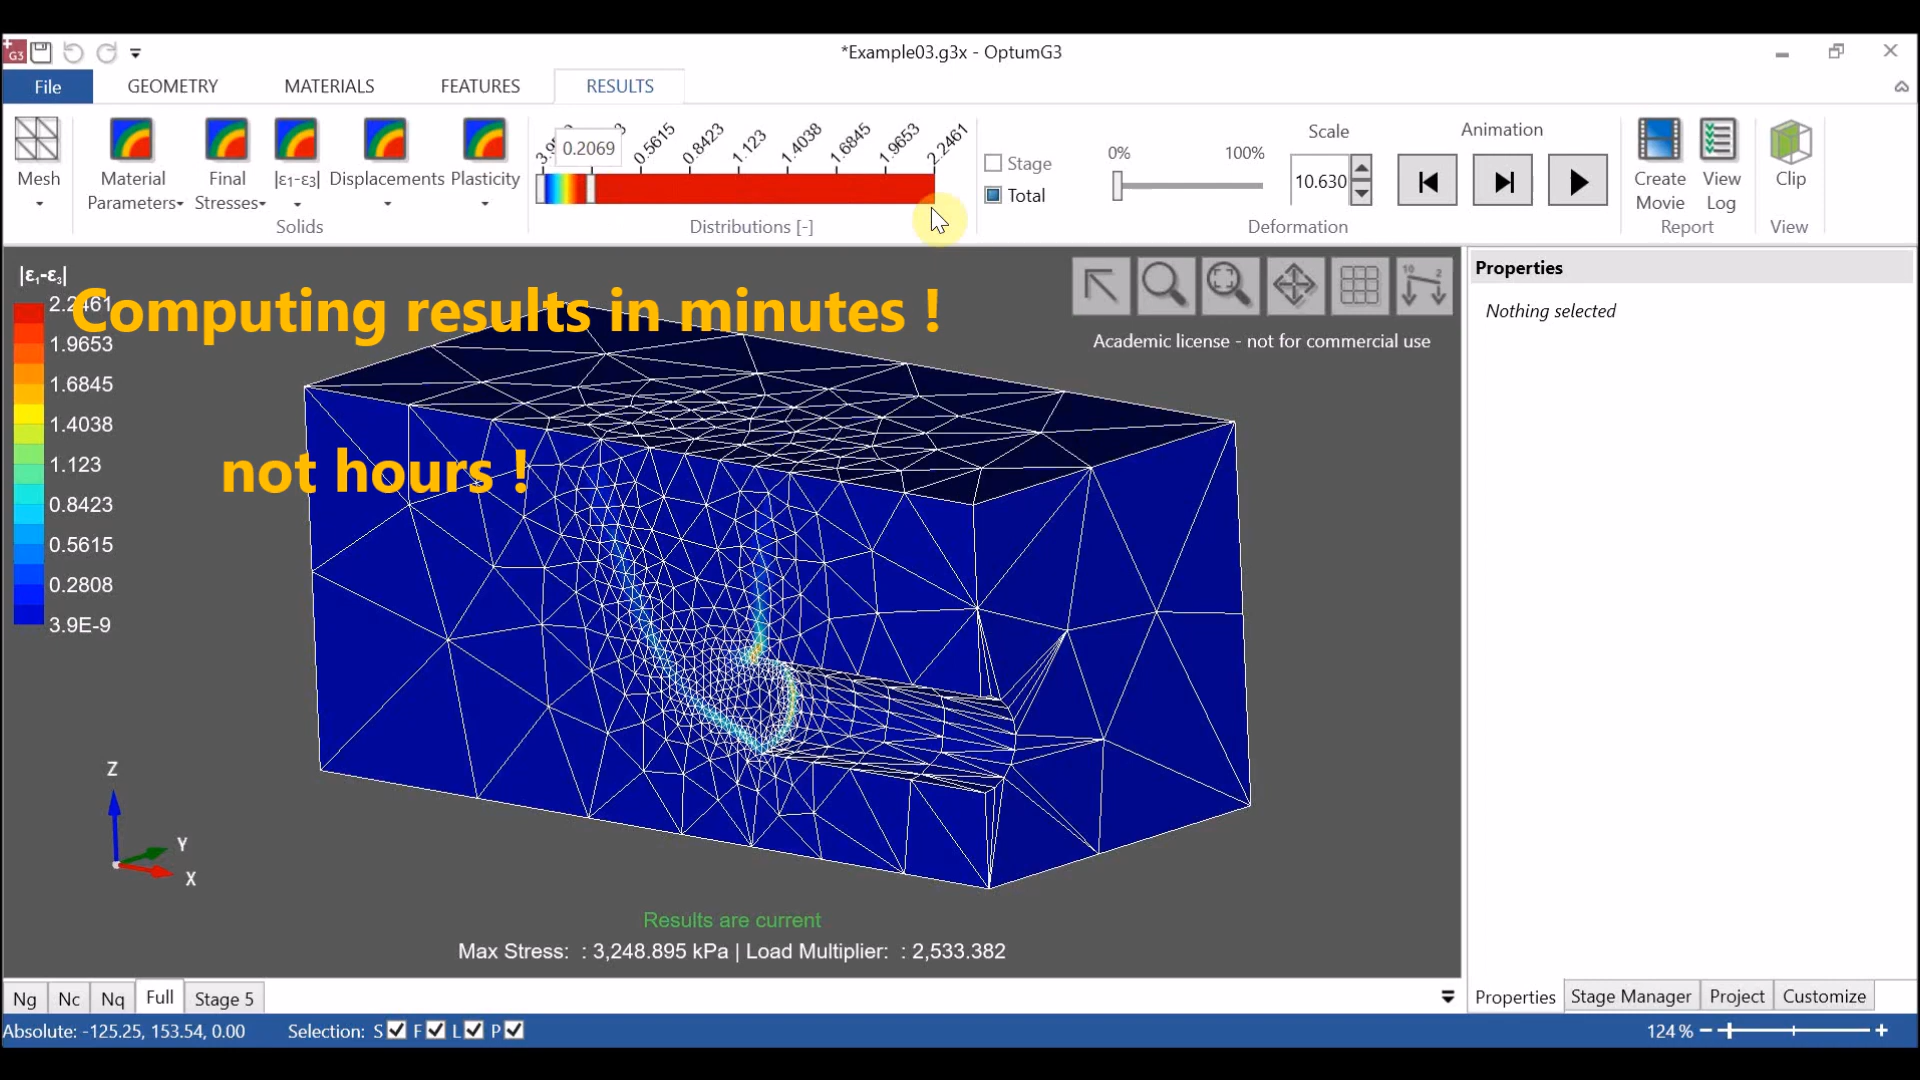 G3
*Example03.g3x - OptumG3
File
GEOMETRY
MATERIALS
FEATURES
RESULTS
Mesh
Material Parameters
Final Stresses
|ε1-ε3|
Displacements
Plasticity
Solids
0.2069
0.5615
0.8423
1.123
1.4038
1.6845
1.9653
2.2461
Distributions [-]
Stage
Total
0%
100%
Scale
10.630
Animation
Deformation
Create Movie
View Log
Report
Clip
View
|ε1-ε3|
2.2461
1.9653
1.6845
1.4038
1.123
0.8423
0.5615
0.2808
3.9E-9
Computing results in minutes !
not hours !
10 2
Academic license - not for commercial use
Properties
Nothing selected
Z
Y
X
Results are current
Max Stress: : 3,248.895 kPa | Load Multiplier: : 2,533.382
Ng
Nc
Nq
Full
Stage 5
Properties
Stage Manager
Project
Customize
Absolute: -125.25, 153.54, 0.00
Selection: S F L P
124 %